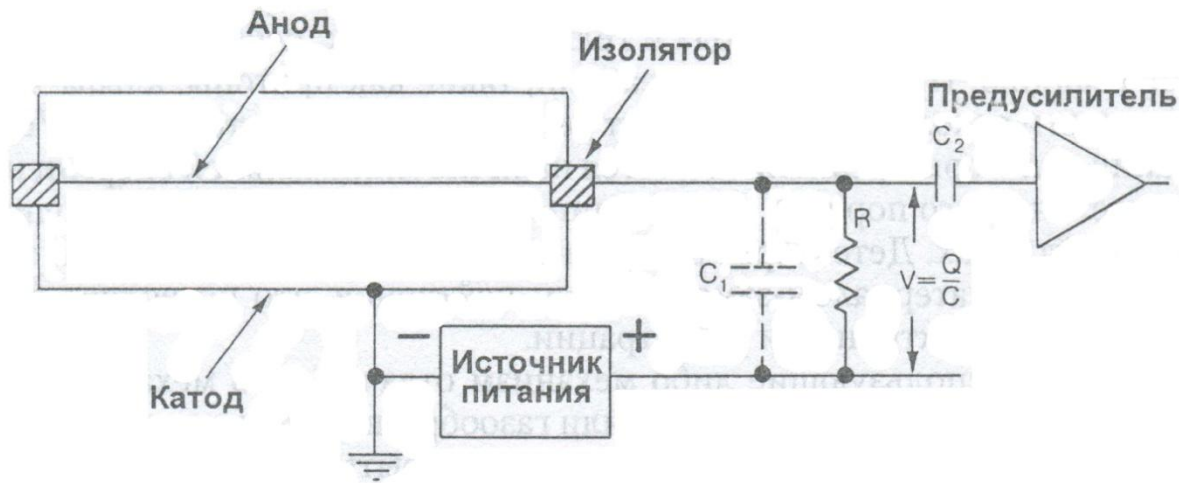 Анод
Изолятор
Предусилитель
C2
R
C1
V=Q/C
− +
Источник
питания
Катод